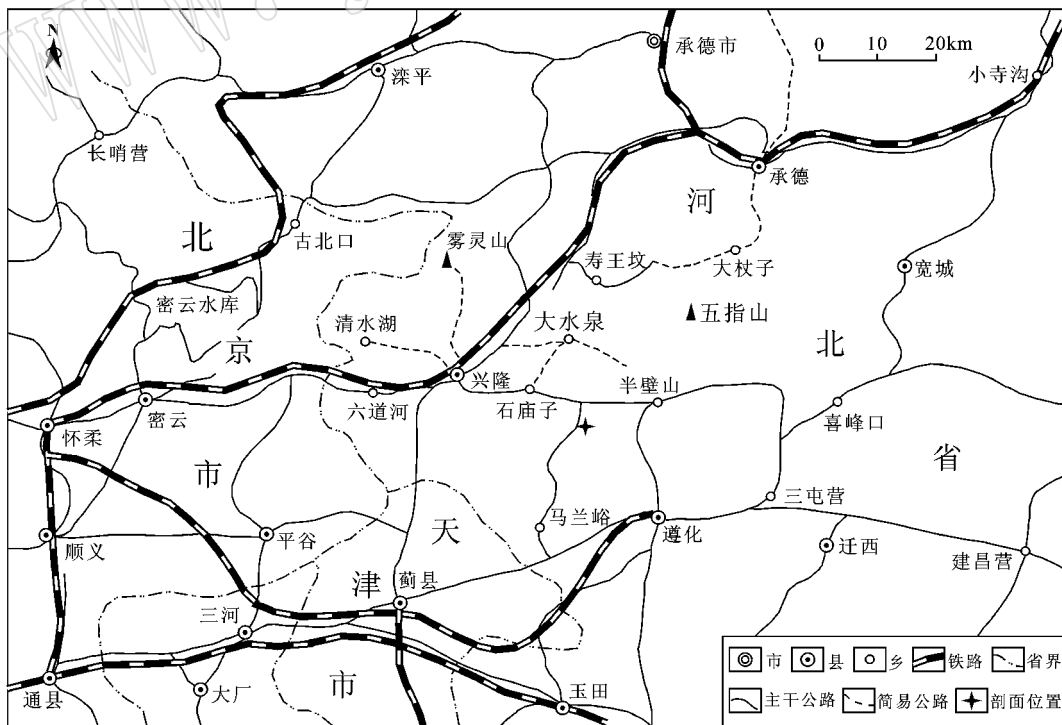 WWW.
N
承德市
0 10 20km
滦平
小寺沟
长哨营
承德
河
北
古北口
雾灵山
寿王坟
大杖子
宽城
密云水库
五指山
清水湖
大水泉
京
北
兴隆
半壁山
密云
六道河
石庙子
喜峰口
怀柔
市
省
三屯营
天
马兰峪
遵化
顺义
平谷
迁西
建昌营
津
蓟县
三河
通县
大厂
市
玉田
市 县 乡 铁路 省界
主干公路 简易公路 剖面位置